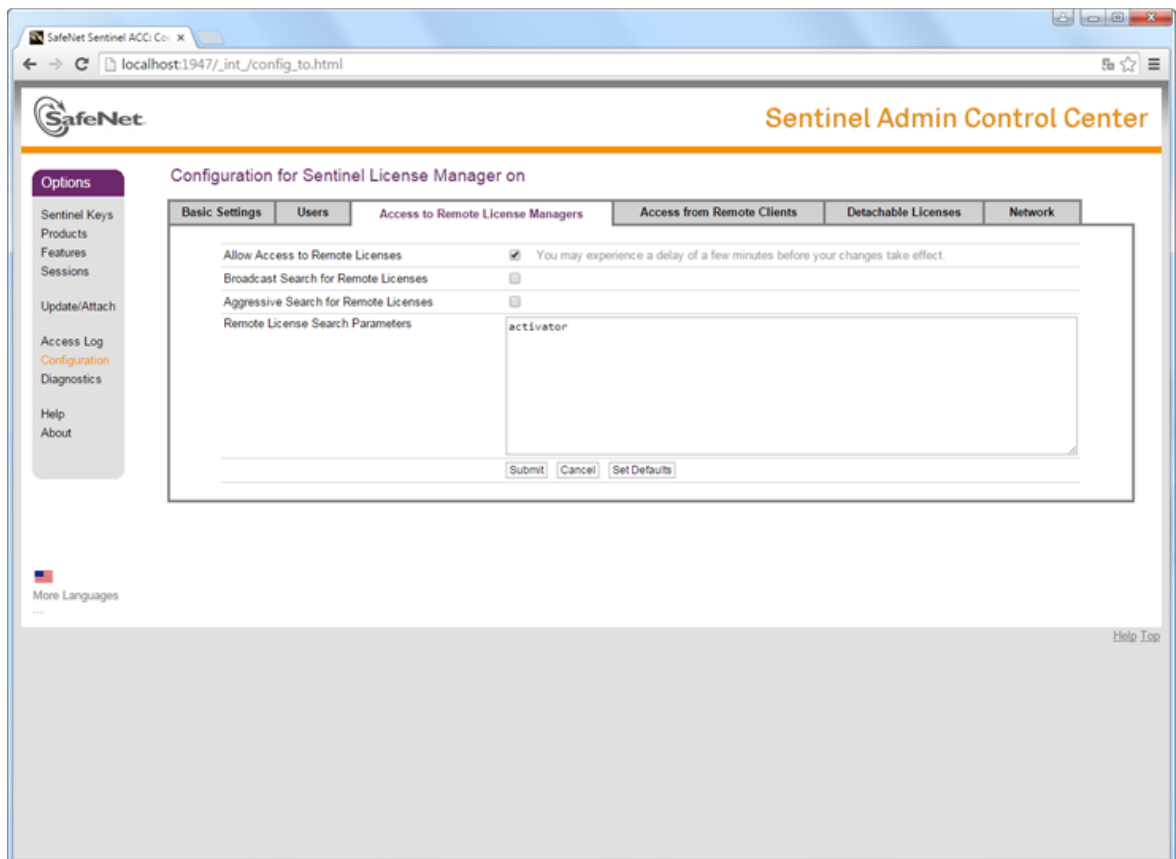 SafeNet Sentinel ACC: Co
localhost:1947/_int_/config_to.html
SafeNet.
Sentinel Admin Control Center
Options
Sentinel Keys
Products
Features
Sessions
Update/Attach
Access Log
Configuration
Diagnostics
Help
About
Configuration for Sentinel License Manager on
Basic Settings Users Access to Remote License Managers Access from Remote Clients Detachable Licenses Network
Allow Access to Remote Licenses You may experience a delay of a few minutes before your changes take effect.
Broadcast Search for Remote Licenses
Aggressive Search for Remote Licenses
Remote License Search Parameters activator
Submit Cancel Set Defaults
More Languages
...
Help Top